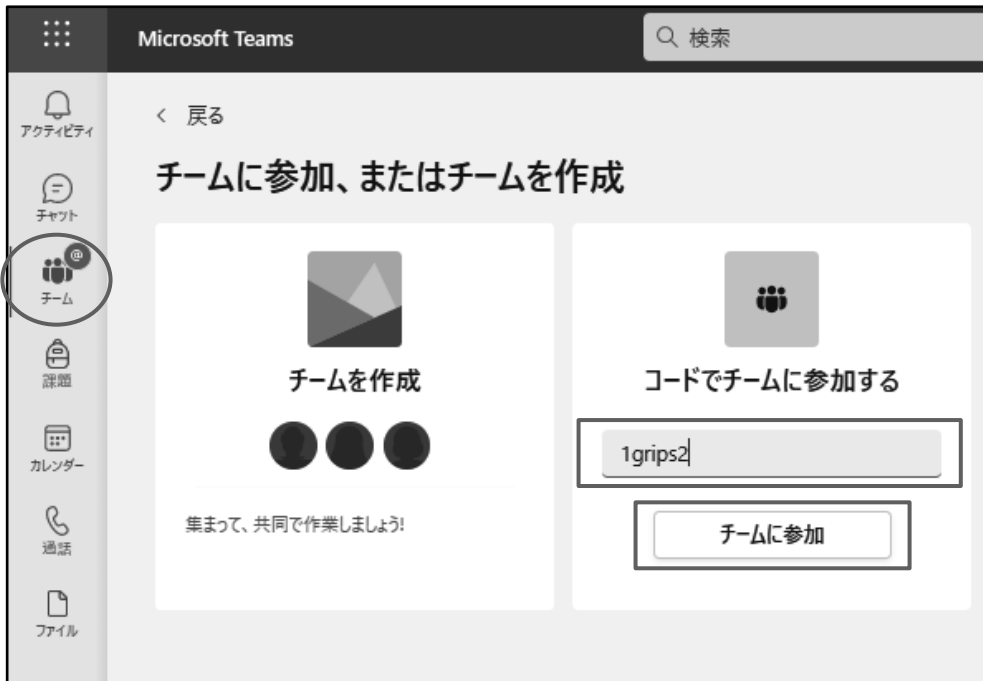 Microsoft Teams
検索
アクティビティ
チャット
@
チーム
課題
カレンダー
通話
ファイル
< 戻る
チームに参加、またはチームを作成
チームを作成
集まって、共同で作業しましょう!
コードでチームに参加する
1grips2
チームに参加